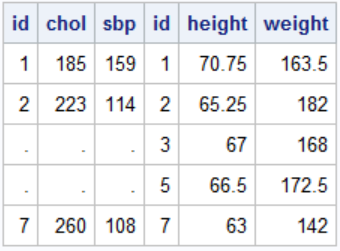 id chol sbp id height weight
1 185 159 1 70.75 163.5
2 223 114 2 65.25 182
. . . 3 67 168
. . . 5 66.5 172.5
7 260 108 7 63 142